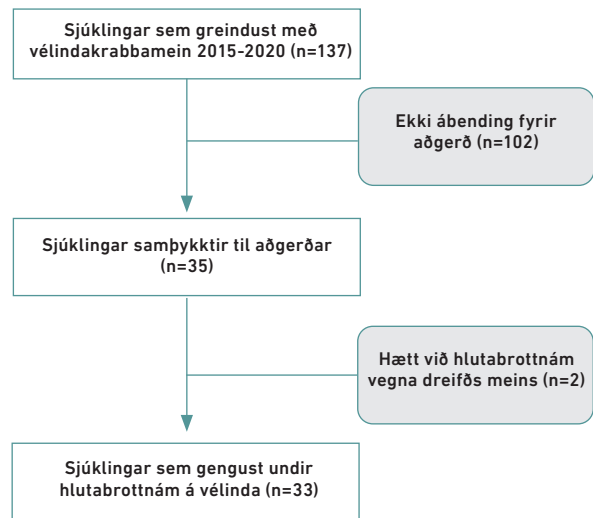 Sjúklingar sem greindust með
vélindakrabbamein 2015-2020 (n=137)
Ekki ábending fyrir
aðgerð (n=102)
Sjúklingar samþykktir til aðgerðar
(n=35)
Hætt við hlutabrottnám
vegna dreifðs meins (n=2)
Sjúklingar sem gengust undir
hlutabrottnám á vélinda (n=33)